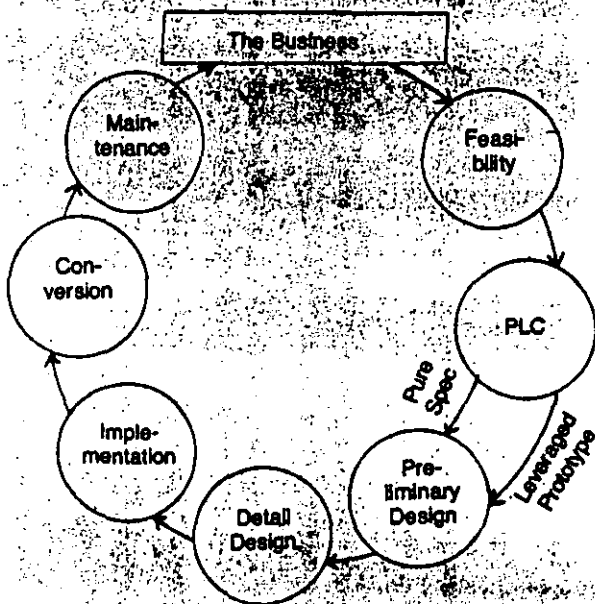 The Business
Feasi-
bility
PLC
Pure
Spec
Leveraged
Prototype
Pre-
liminary
Design
Detail
Design
Imple-
mentation
Con-
version
Main-
tenance